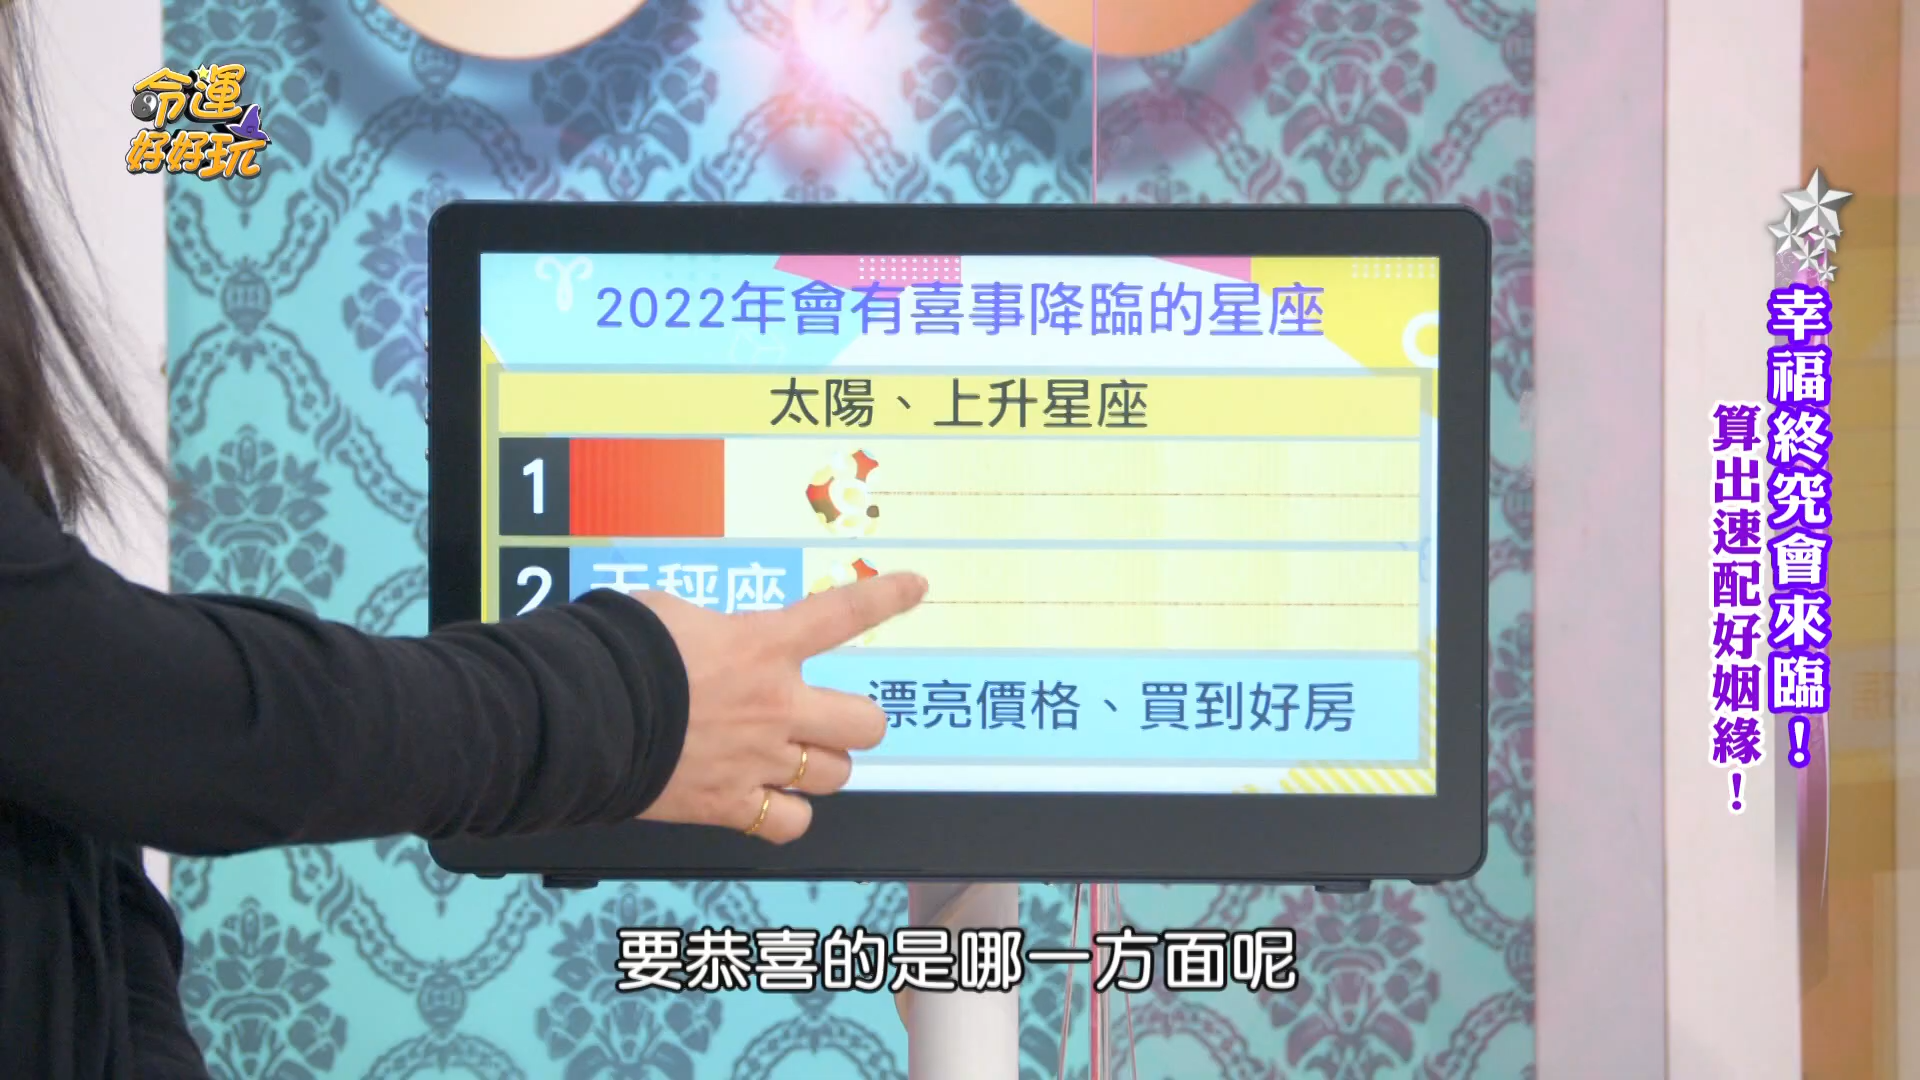 命運
好好玩
2022年會有喜事降臨的星座
太陽、上升星座
1
2 天秤座
漂亮價格、買到好房
幸福終究會來臨！
算出速配好姻緣！
要恭喜的是哪一方面呢